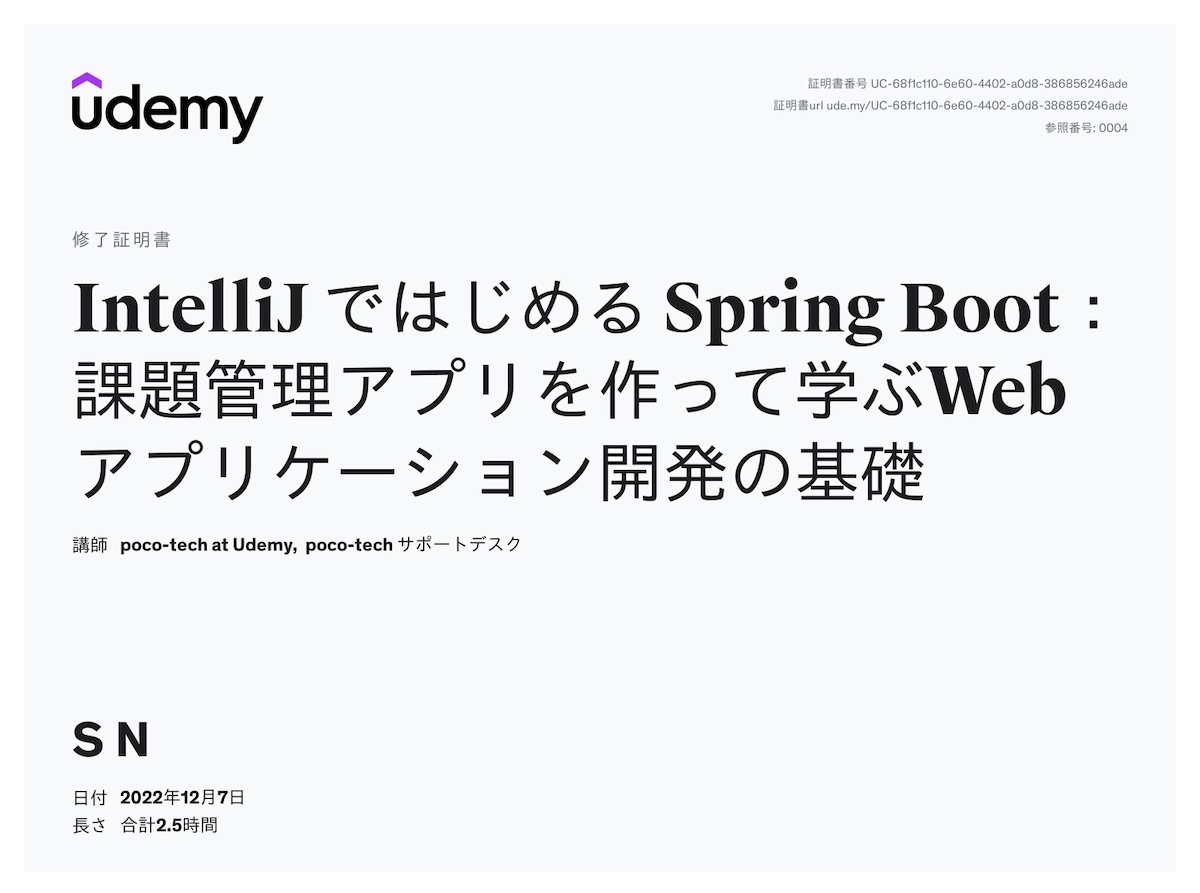 udemy
証明書番号 UC-68f1c110-6e60-4402-a0d8-386856246ade
証明書url ude.my/UC-68f1c110-6e60-4402-a0d8-386856246ade
参照番号: 0004
修了証明書
IntelliJ ではじめる Spring Boot：
課題管理アプリを作って学ぶWeb
アプリケーション開発の基礎
講師 poco-tech at Udemy, poco-tech サポートデスク
S N
日付 2022年12月7日
長さ 合計2.5時間